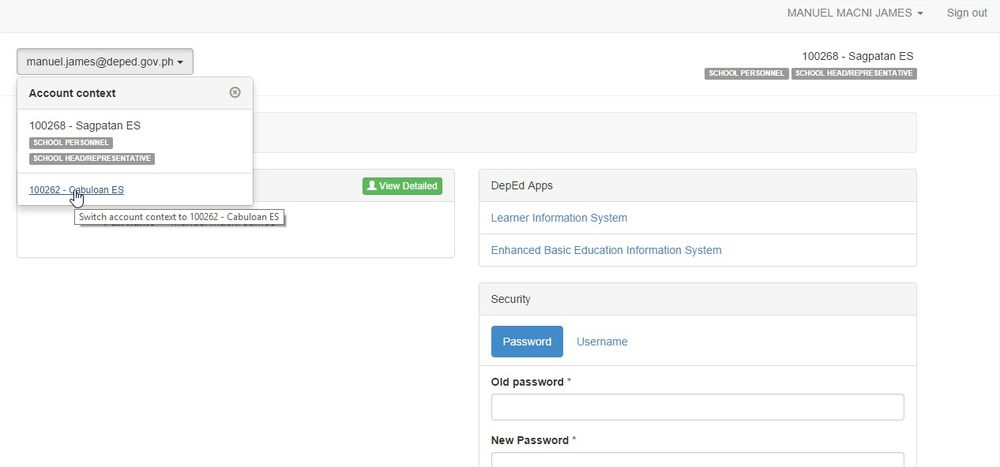 MANUEL MACNI JAMES
Sign out
manuel.james@deped.gov.ph
100268 - Sagpatan ES
SCHOOL PERSONNEL SCHOOL HEAD/REPRESENTATIVE
Account context
100268 - Sagpatan ES
SCHOOL PERSONNEL
SCHOOL HEAD/REPRESENTATIVE
100262 - Cabuloan ES
Switch account context to 100262 - Cabuloan ES
View Detailed
DepEd Apps
Learner Information System
Enhanced Basic Education Information System
Security
Password
Username
Old password *
New Password *